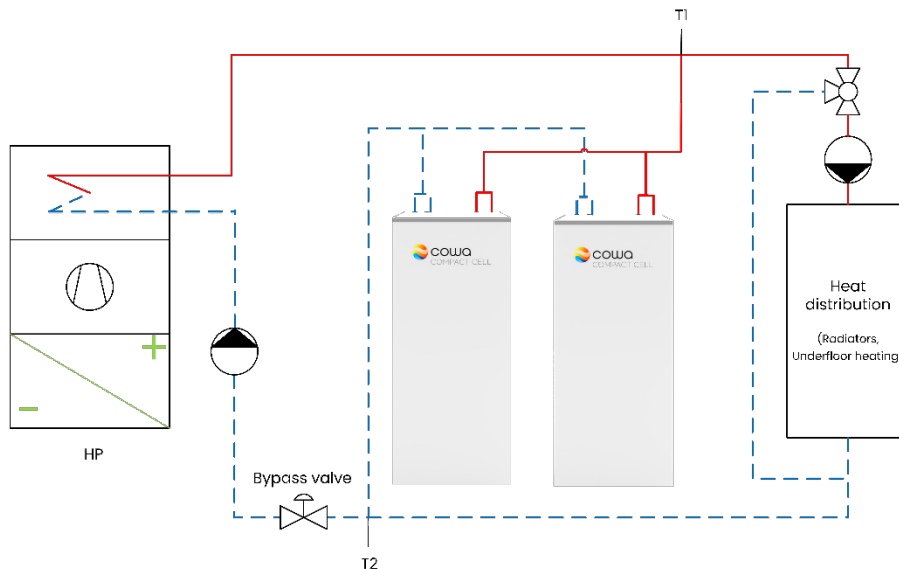 T1
cowa
COMPACT CELL
cowa
COMPACT CELL
Heat
distribution
(Radiators,
Underfloor heating
HP
Bypass valve
T2